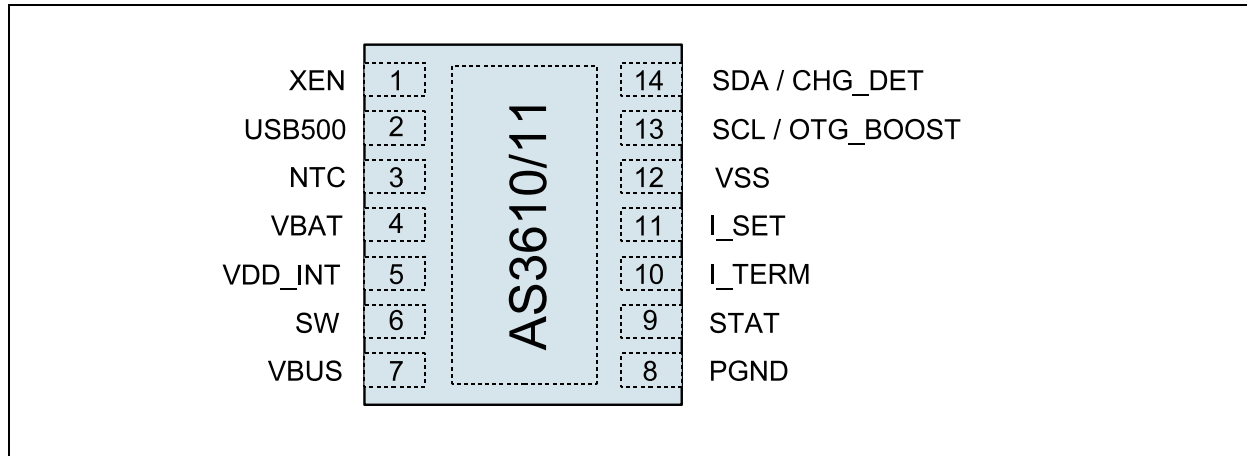 XEN 1 14 SDA / CHG_DET
USB500 2 13 SCL / OTG_BOOST
NTC 3 12 VSS
VBAT 4 11 I_SET
VDD_INT 5 10 I_TERM
SW 6 9 STAT
VBUS 7 8 PGND
AS3610/11